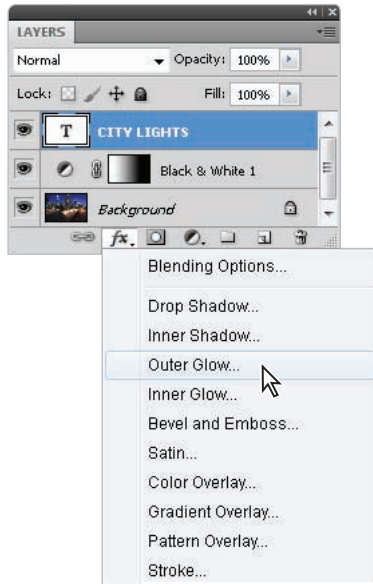 LAYERS
Normal Opacity: 100%
Lock: Fill: 100%
T CITY LIGHTS
Black & White 1
Background
fx.
Blending Options...
Drop Shadow...
Inner Shadow...
Outer Glow...
Inner Glow...
Bevel and Emboss...
Satin...
Color Overlay...
Gradient Overlay...
Pattern Overlay...
Stroke...